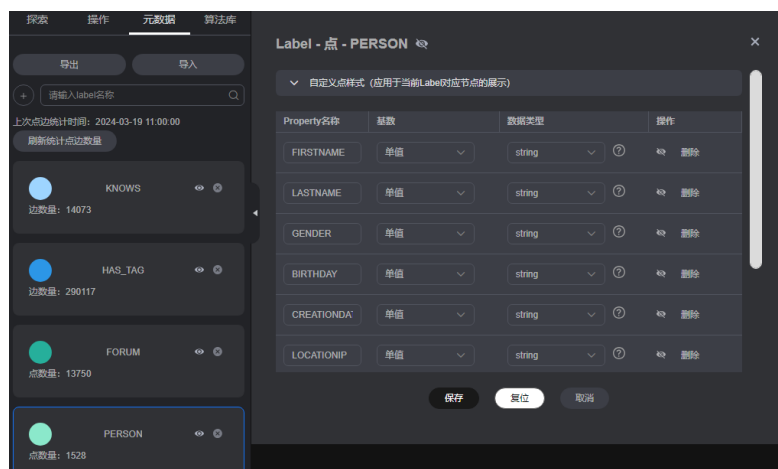 探索 操作 元数据 算法库
导出 导入
+ 请输入label名称
上次点边统计时间：2024-03-19 11:00:00
刷新统计点边数量
KNOWS
边数量：14073
HAS_TAG
边数量：290117
FORUM
点数量：13750
PERSON
点数量：1528
Label - 点 - PERSON
自定义点样式（应用于当前Label对应节点的展示）
Property名称 基数 数据类型 操作
FIRSTNAME 单值 string ? 删除
LASTNAME 单值 string ? 删除
GENDER 单值 string ? 删除
BIRTHDAY 单值 string ? 删除
CREATIONDA 单值 string ? 删除
LOCATIONIP 单值 string ? 删除
保存 复位 取消